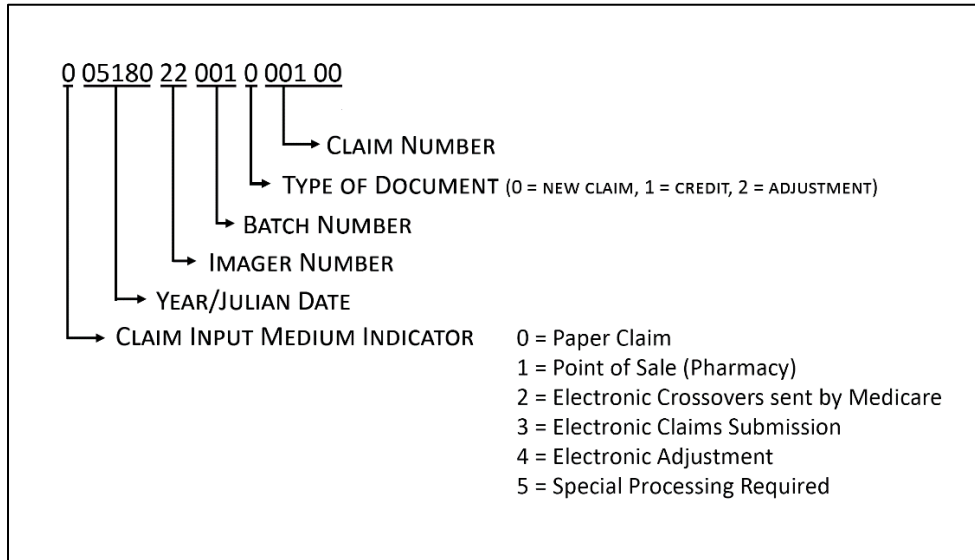 0 05180 22 001 0 001 00
CLAIM NUMBER
TYPE OF DOCUMENT (0 = NEW CLAIM, 1 = CREDIT, 2 = ADJUSTMENT)
BATCH NUMBER
IMAGER NUMBER
YEAR/JULIAN DATE
CLAIM INPUT MEDIUM INDICATOR
0 = Paper Claim
1 = Point of Sale (Pharmacy)
2 = Electronic Crossovers sent by Medicare
3 = Electronic Claims Submission
4 = Electronic Adjustment
5 = Special Processing Required